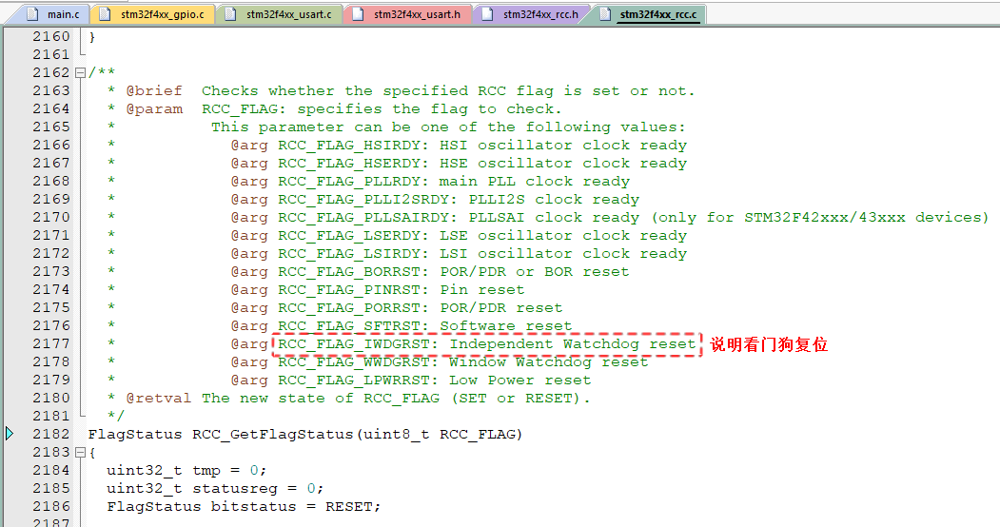 main.c stm32f4xx_gpio.c stm32f4xx_usart.c stm32f4xx_usart.h stm32f4xx_rcc.h stm32f4xx_rcc.c
2160 }
2161
2162 /**
2163 * @brief Checks whether the specified RCC flag is set or not.
2164 * @param RCC_FLAG: specifies the flag to check.
2165 * This parameter can be one of the following values:
2166 * @arg RCC_FLAG_HSIRDY: HSI oscillator clock ready
2167 * @arg RCC_FLAG_HSERDY: HSE oscillator clock ready
2168 * @arg RCC_FLAG_PLLRDY: main PLL clock ready
2169 * @arg RCC_FLAG_PLLI2SRDY: PLLI2S clock ready
2170 * @arg RCC_FLAG_PLLSAIRDY: PLLSAI clock ready (only for STM32F42xxx/43xxx devices)
2171 * @arg RCC_FLAG_LSERDY: LSE oscillator clock ready
2172 * @arg RCC_FLAG_LSIRDY: LSI oscillator clock ready
2173 * @arg RCC_FLAG_BORRST: POR/PDR or BOR reset
2174 * @arg RCC_FLAG_PINRST: Pin reset
2175 * @arg RCC_FLAG_PORRST: POR/PDR reset
2176 * @arg RCC_FLAG_SFTRST: Software reset
2177 * @arg RCC_FLAG_IWDGRST: Independent Watchdog reset 说明看门狗复位
2178 * @arg RCC_FLAG_WWDGRST: Window Watchdog reset
2179 * @arg RCC_FLAG_LPWRRST: Low Power reset
2180 * @retval The new state of RCC_FLAG (SET or RESET).
2181 */
2182 FlagStatus RCC_GetFlagStatus(uint8_t RCC_FLAG)
2183 {
2184 uint32_t tmp = 0;
2185 uint32_t statusreg = 0;
2186 FlagStatus bitstatus = RESET;
2187